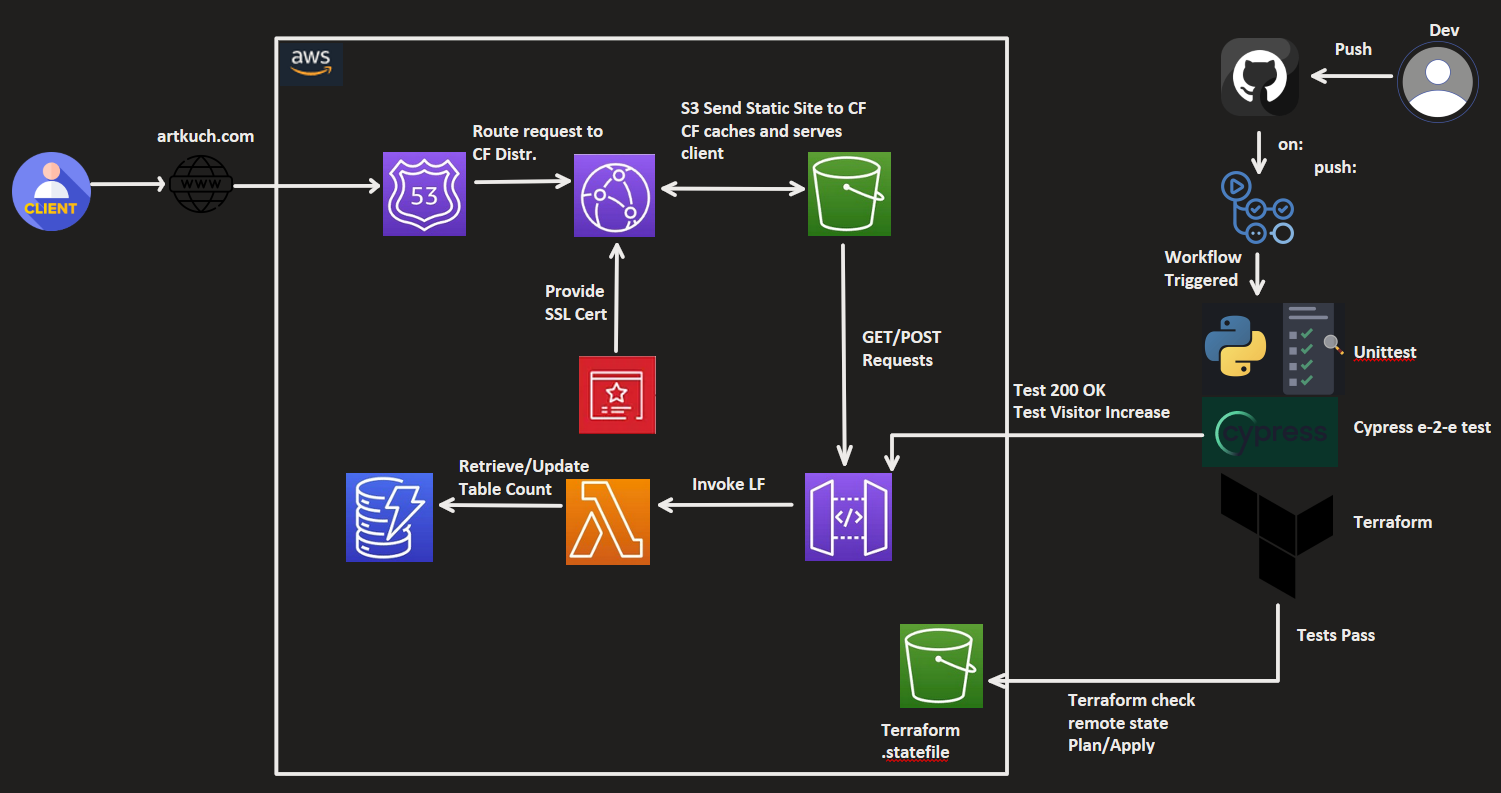 Dev
Push
aws
S3 Send Static Site to CF
CF caches and serves
client
artkuch.com
Route request to
CF Distr.
on:
push:
WWW
CLIENT
53
Workflow
Triggered
Provide
SSL Cert
GET/POST
Requests
Unittest
Test 200 OK
Test Visitor Increase
cypress
Cypress e-2-e test
Retrieve/Update
Table Count
Invoke LF
</>
Terraform
Tests Pass
Terraform check
remote state
Plan/Apply
Terraform
.statefile